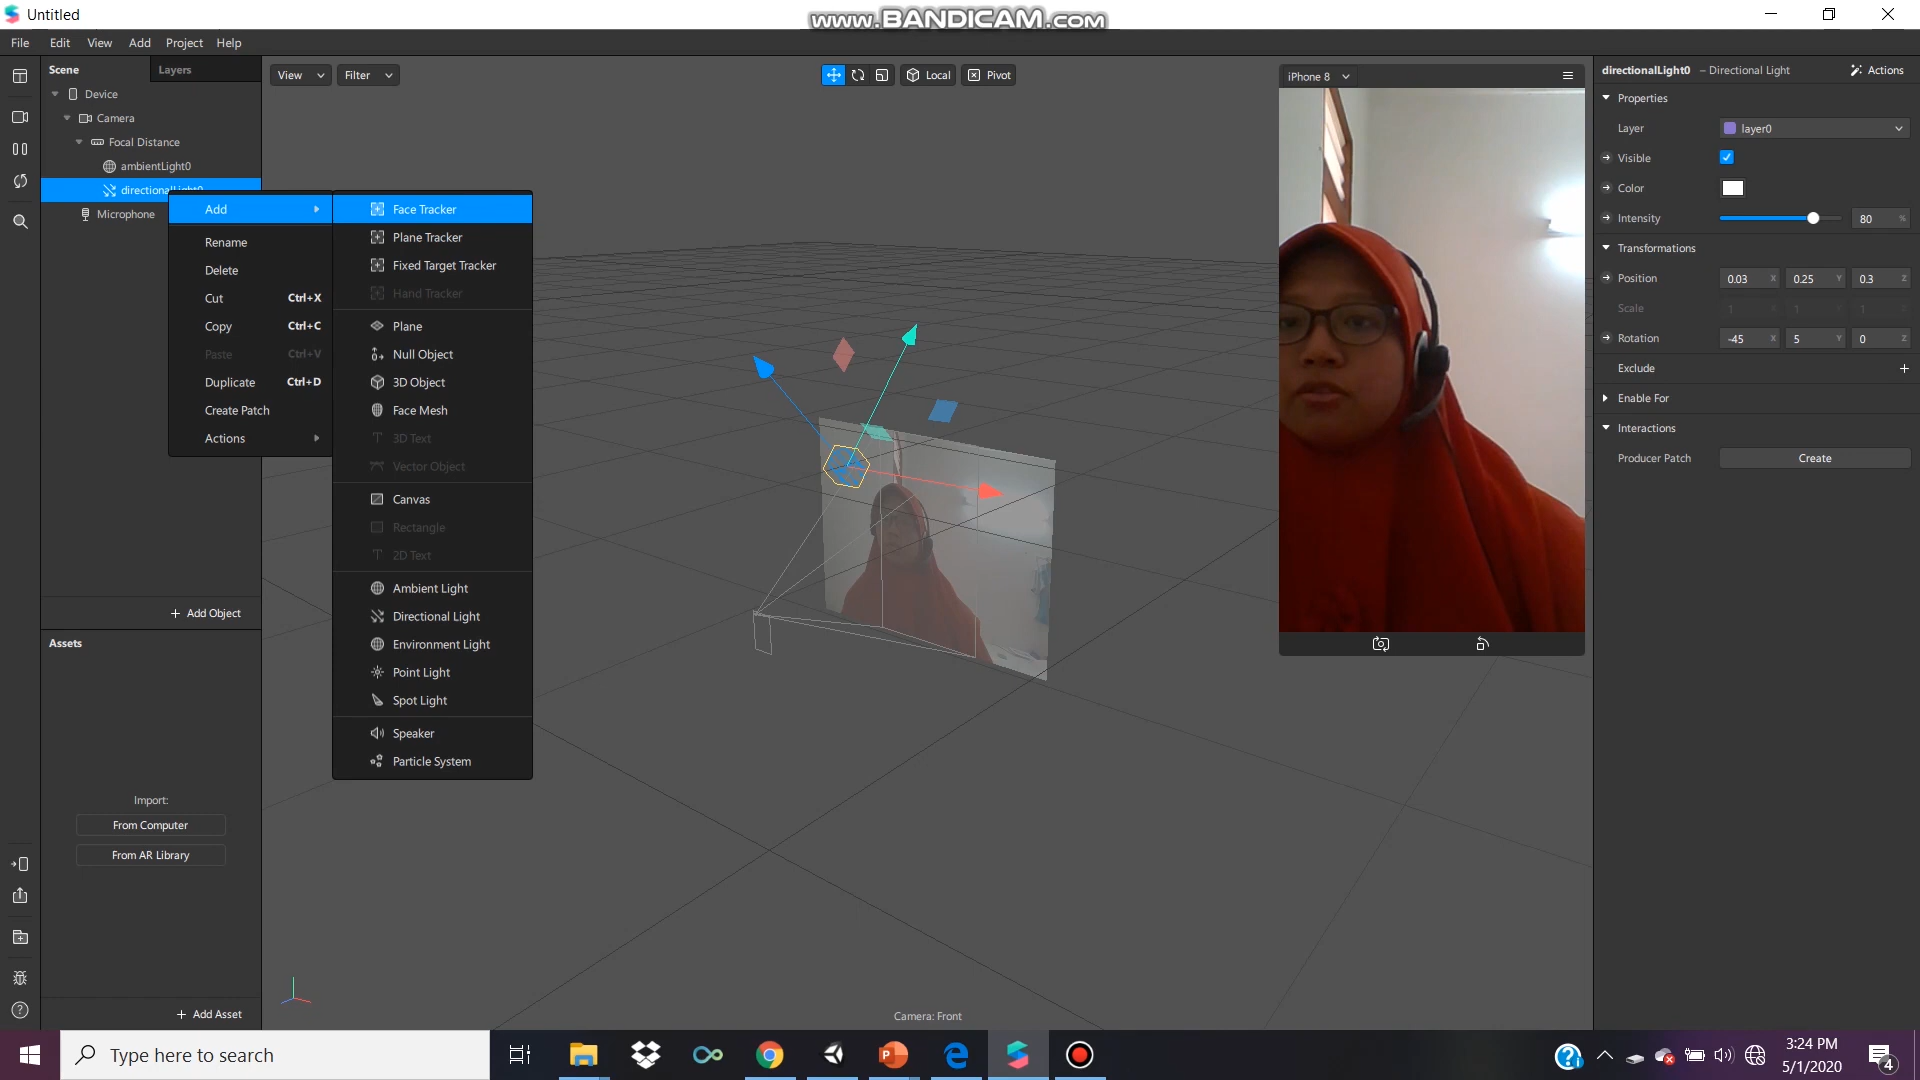 Untitled
www.BANDICAM.com
File Edit View Add Project Help
Scene Layers
Device
Camera
Focal Distance
ambientLight0
directionalLight0
Microphone
Add
Rename
Delete
Cut Ctrl+X
Copy Ctrl+C
Paste Ctrl+V
Duplicate Ctrl+D
Create Patch
Actions
Face Tracker
Plane Tracker
Fixed Target Tracker
Hand Tracker
Plane
Null Object
3D Object
Face Mesh
3D Text
Vector Object
Canvas
Rectangle
2D Text
Ambient Light
Directional Light
Environment Light
Point Light
Spot Light
Speaker
Particle System
Add Object
Assets
Import:
From Computer
From AR Library
Add Asset
View Filter
Local Pivot
Camera: Front
iPhone 8
directionalLight0 – Directional Light Actions
Properties
Layer layer0
Visible
Color
Intensity 80 %
Transformations
Position 0.03 X 0.25 Y 0.3 Z
Scale 1 X 1 Y 1 Z
Rotation -45 X 5 Y 0 Z
Exclude
Enable For
Interactions
Producer Patch Create
Type here to search
3:24 PM
5/1/2020
4